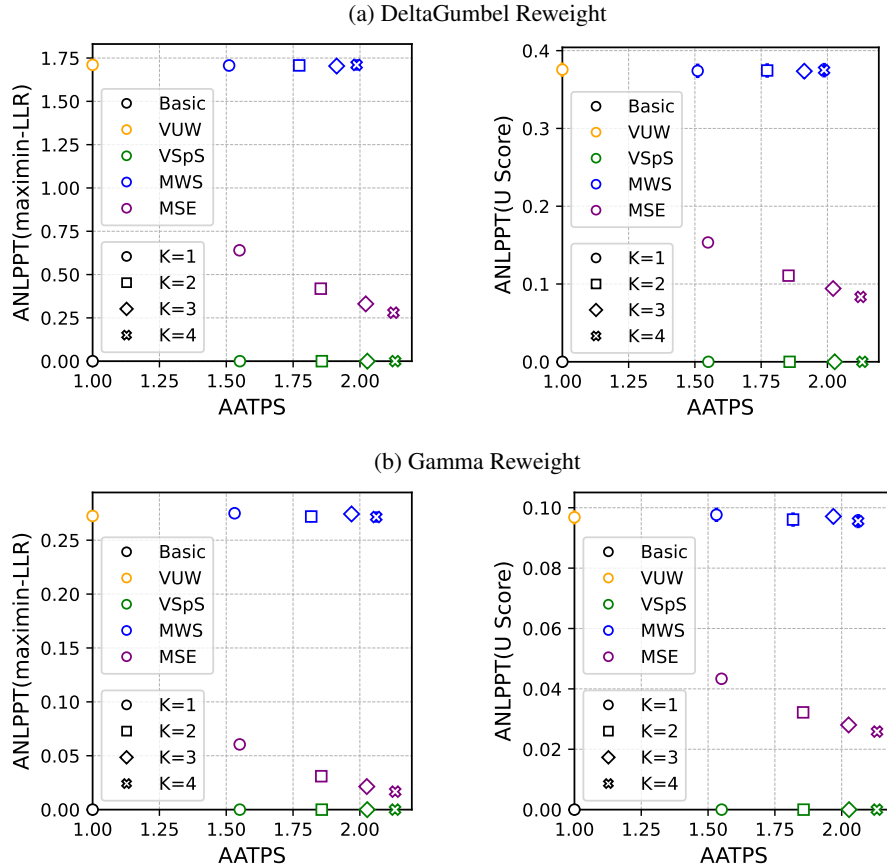 (a) DeltaGumbel Reweight
ANLPPT(maximin-LLR)
1.75
1.50
1.25
1.00
0.75
0.50
0.25
0.00
Basic
VUW
VSpS
MWS
MSE
K=1
K=2
K=3
K=4
1.00 1.25 1.50 1.75 2.00
AATPS
ANLPPT(U Score)
0.4
0.3
0.2
0.1
0.0
Basic
VUW
VSpS
MWS
MSE
K=1
K=2
K=3
K=4
1.00 1.25 1.50 1.75 2.00
AATPS
(b) Gamma Reweight
ANLPPT(maximin-LLR)
0.25
0.20
0.15
0.10
0.05
0.00
Basic
VUW
VSpS
MWS
MSE
K=1
K=2
K=3
K=4
1.00 1.25 1.50 1.75 2.00
AATPS
ANLPPT(U Score)
0.10
0.08
0.06
0.04
0.02
0.00
Basic
VUW
VSpS
MWS
MSE
K=1
K=2
K=3
K=4
1.00 1.25 1.50 1.75 2.00
AATPS